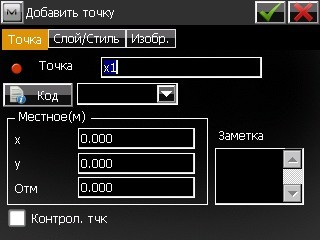 M Добавить точку
Точка Слой/Стиль Изобр.
Точка x1
Код
Местное(м)
x 0.000
y 0.000
Отм 0.000
Заметка
Контрол. тчк